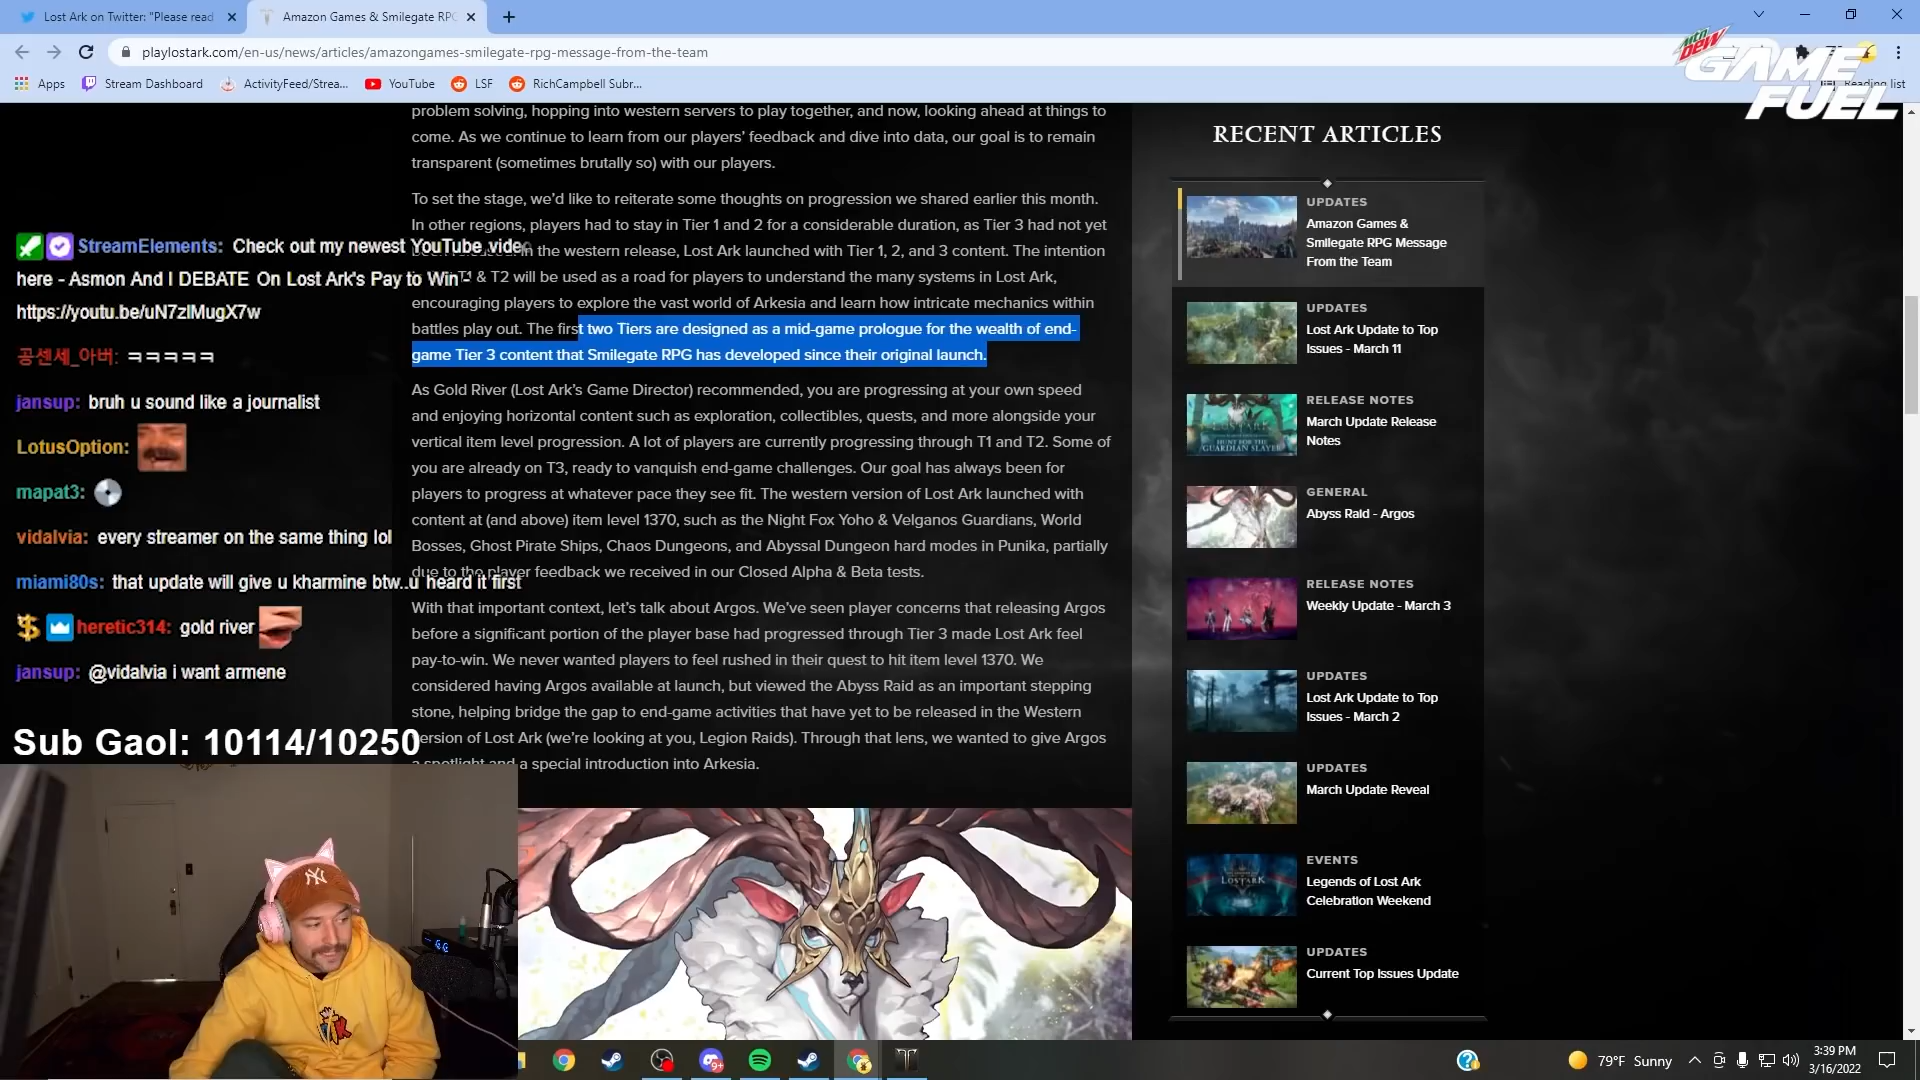 Lost Ark on Twitter: "Please read
Amazon Games & Smilegate RPG
playlostark.com/en-us/news/articles/amazongames-smilegate-rpg-message-from-the-team
Apps
Stream Dashboard
ActivityFeed/Strea...
YouTube
LSF
RichCampbell Subr...
Reading list
MTN DEW
GAME
FUEL
problem solving, hopping into western servers to play together, and now, looking ahead at things to
come. As we continue to learn from our players' feedback and dive into data, our goal is to remain
transparent (sometimes brutally so) with our players.
To set the stage, we'd like to reiterate some thoughts on progression we shared earlier this month.
In other regions, players had to stay in Tier 1 and 2 for a considerable duration, as Tier 3 had not yet
in the western release, Lost Ark launched with Tier 1, 2, and 3 content. The intention
T1 & T2 will be used as a road for players to understand the many systems in Lost Ark,
encouraging players to explore the vast world of Arkesia and learn how intricate mechanics within
battles play out. The first two Tiers are designed as a mid-game prologue for the wealth of end-
game Tier 3 content that Smilegate RPG has developed since their original launch.
As Gold River (Lost Ark's Game Director) recommended, you are progressing at your own speed
and enjoying horizontal content such as exploration, collectibles, quests, and more alongside your
vertical item level progression. A lot of players are currently progressing through T1 and T2. Some of
you are already on T3, ready to vanquish end-game challenges. Our goal has always been for
players to progress at whatever pace they see fit. The western version of Lost Ark launched with
content at (and above) item level 1370, such as the Night Fox Yoho & Velganos Guardians, World
Bosses, Ghost Pirate Ships, Chaos Dungeons, and Abyssal Dungeon hard modes in Punika, partially
due to the player feedback we received in our Closed Alpha & Beta tests.
With that important context, let's talk about Argos. We've seen player concerns that releasing Argos
before a significant portion of the player base had progressed through Tier 3 made Lost Ark feel
pay-to-win. We never wanted players to feel rushed in their quest to hit item level 1370. We
considered having Argos available at launch, but viewed the Abyss Raid as an important stepping
stone, helping bridge the gap to end-game activities that have yet to be released in the Western
version of Lost Ark (we're looking at you, Legion Raids). Through that lens, we wanted to give Argos
a spotlight and a special introduction into Arkesia.
StreamElements: Check out my newest YouTube video
here - Asmon And I DEBATE On Lost Ark's Pay to Win -
https://youtu.be/uN7zlMugX7w
공센세_아버: ㅋㅋㅋㅋㅋ
jansup: bruh u sound like a journalist
LotusOption:
mapat3:
vidalvia: every streamer on the same thing lol
miami80s: that update will give u kharmine btw..u heard it first
heretic314: gold river
jansup: @vidalvia i want armene
Sub Gaol: 10114/10250
RECENT ARTICLES
UPDATES
Amazon Games &
Smilegate RPG Message
From the Team
UPDATES
Lost Ark Update to Top
Issues - March 11
RELEASE NOTES
March Update Release
Notes
GENERAL
Abyss Raid - Argos
RELEASE NOTES
Weekly Update - March 3
UPDATES
Lost Ark Update to Top
Issues - March 2
UPDATES
March Update Reveal
EVENTS
Legends of Lost Ark
Celebration Weekend
UPDATES
Current Top Issues Update
79°F Sunny
3:39 PM
3/16/2022